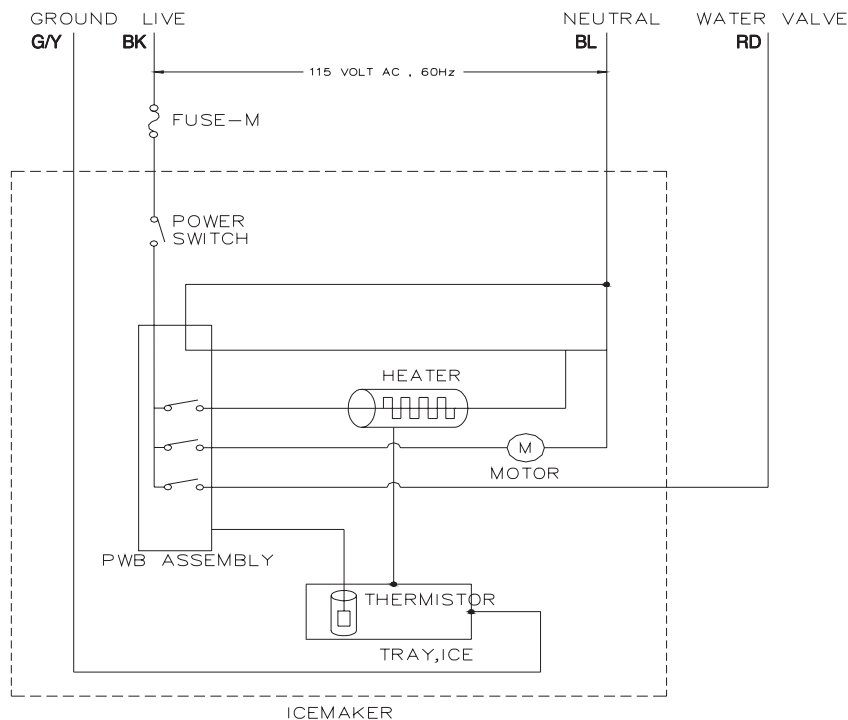 GROUND LIVE NEUTRAL WATER VALVE
G/Y BK BL RD
115 VOLT AC , 60Hz
FUSE-M
POWER
SWITCH
HEATER
M
MOTOR
PWB ASSEMBLY
THERMISTOR
TRAY,ICE
ICEMAKER